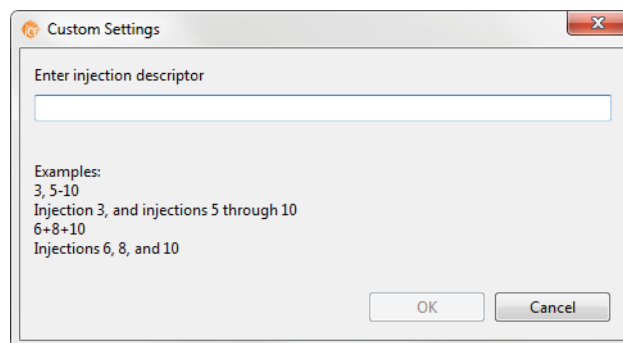 Custom Settings
Enter injection descriptor
Examples:
3, 5-10
Injection 3, and injections 5 through 10
6+8+10
Injections 6, 8, and 10
OK
Cancel